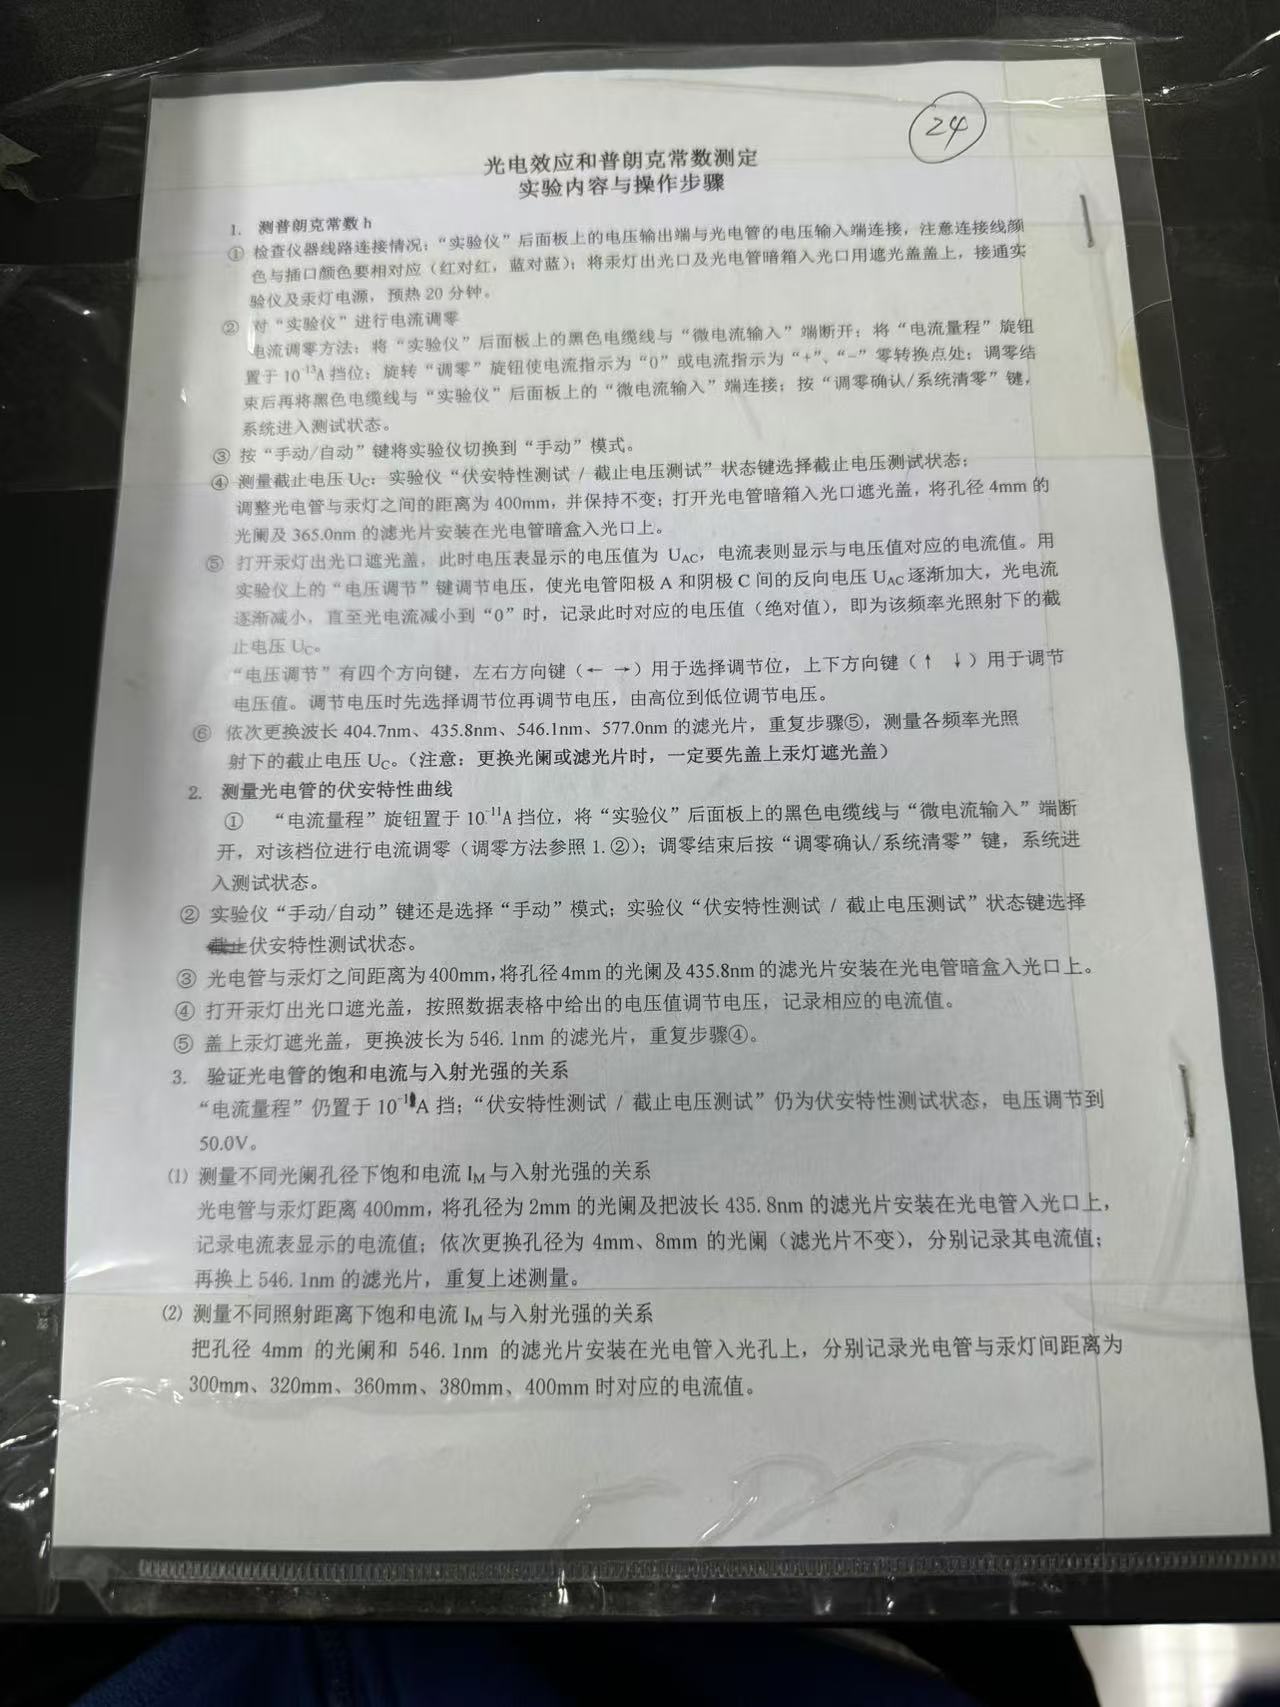 24
光电效应和普朗克常数测定
实验内容与操作步骤
1. 测普朗克常数 h
① 检查仪器线路连接情况：“实验仪”后面板上的电压输出端与光电管的电压输入端连接，注意连接线颜
色与插口颜色要相对应（红对红，蓝对蓝）；将汞灯出光口及光电管暗箱入光口用遮光盖盖上，接通实
验仪及汞灯电源，预热 20 分钟。
② 对“实验仪”进行电流调零
电流调零方法：将“实验仪”后面板上的黑色电缆线与“微电流输入”端断开；将“电流量程”旋钮
置于 10⁻¹³A 挡位；旋转“调零”旋钮使电流指示为“0”或电流指示为“+”、“−”零转换点处；调零结
束后再将黑色电缆线与“实验仪”后面板上的“微电流输入”端连接；按“调零确认/系统清零”键，
系统进入测试状态。
③ 按“手动/自动”键将实验仪切换到“手动”模式。
④ 测量截止电压 UC：实验仪“伏安特性测试 / 截止电压测试”状态键选择截止电压测试状态；
调整光电管与汞灯之间的距离为 400mm，并保持不变；打开光电管暗箱入光口遮光盖，将孔径 4mm 的
光阑及 365.0nm 的滤光片安装在光电管暗盒入光口上。
⑤ 打开汞灯出光口遮光盖，此时电压表显示的电压值为 UAC，电流表则显示与电压值对应的电流值。用
实验仪上的“电压调节”键调节电压，使光电管阳极 A 和阴极 C 间的反向电压 UAC 逐渐加大，光电流
逐渐减小，直至光电流减小到“0”时，记录此时对应的电压值（绝对值），即为该频率光照射下的截
止电压 UC。
“电压调节”有四个方向键，左右方向键（← →）用于选择调节位，上下方向键（↑ ↓）用于调节
电压值。调节电压时先选择调节位再调节电压，由高位到低位调节电压。
⑥ 依次更换波长 404.7nm、435.8nm、546.1nm、577.0nm 的滤光片，重复步骤⑤，测量各频率光照
射下的截止电压 UC。（注意：更换光阑或滤光片时，一定要先盖上汞灯遮光盖）
2. 测量光电管的伏安特性曲线
① “电流量程”旋钮置于 10⁻¹¹A 挡位，将“实验仪”后面板上的黑色电缆线与“微电流输入”端断
开，对该档位进行电流调零（调零方法参照 1.②）；调零结束后按“调零确认/系统清零”键，系统进
入测试状态。
② 实验仪“手动/自动”键还是选择“手动”模式；实验仪“伏安特性测试 / 截止电压测试”状态键选择
截止伏安特性测试状态。
③ 光电管与汞灯之间距离为 400mm，将孔径 4mm 的光阑及 435.8nm 的滤光片安装在光电管暗盒入光口上。
④ 打开汞灯出光口遮光盖，按照数据表格中给出的电压值调节电压，记录相应的电流值。
⑤ 盖上汞灯遮光盖，更换波长为 546.1nm 的滤光片，重复步骤④。
3. 验证光电管的饱和电流与入射光强的关系
“电流量程”仍置于 A 挡；“伏安特性测试 / 截止电压测试”仍为伏安特性测试状态，电压调节到
50.0V。
⑴ 测量不同光阑孔径下饱和电流 IM 与入射光强的关系
光电管与汞灯距离 400mm，将孔径为 2mm 的光阑及把波长 435.8nm 的滤光片安装在光电管入光口上，
记录电流表显示的电流值；依次更换孔径为 4mm、8mm 的光阑（滤光片不变），分别记录其电流值；
再换上 546.1nm 的滤光片，重复上述测量。
⑵ 测量不同照射距离下饱和电流 IM 与入射光强的关系
把孔径 4mm 的光阑和 546.1nm 的滤光片安装在光电管入光孔上，分别记录光电管与汞灯间距离为
300mm、320mm、360mm、380mm、400mm 时对应的电流值。